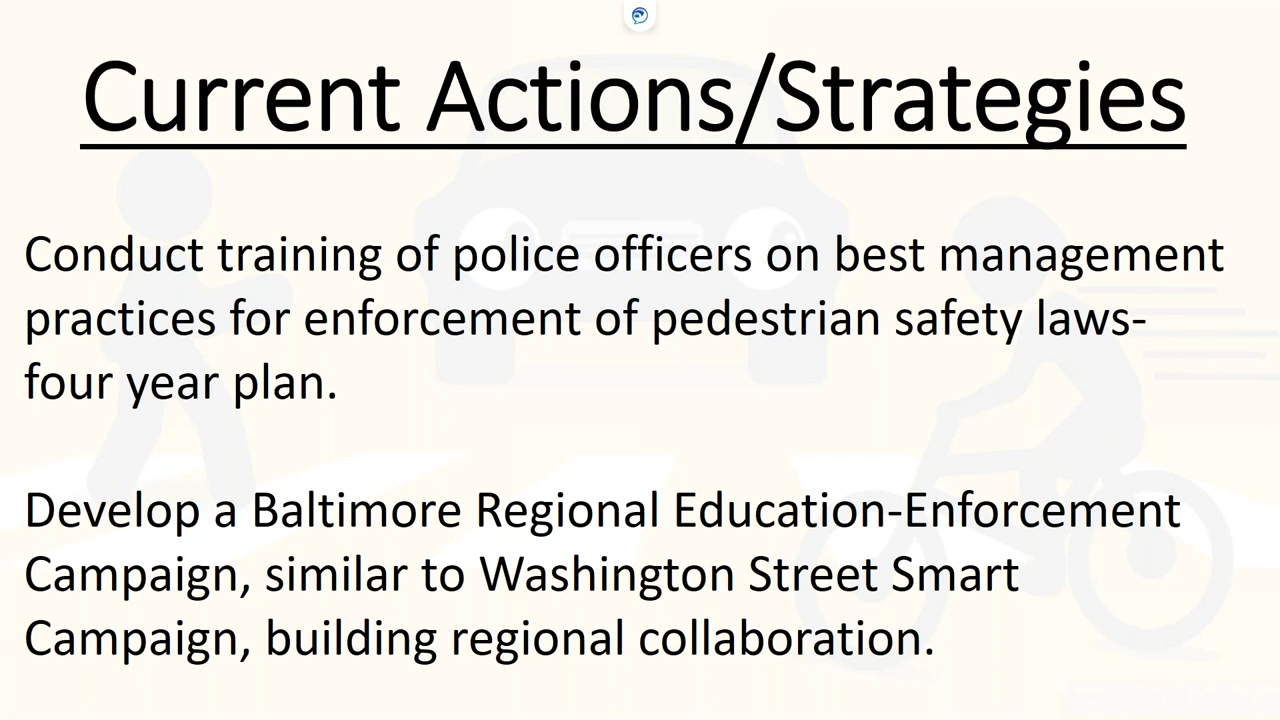 Current Actions/Strategies
Conduct training of police officers on best management
practices for enforcement of pedestrian safety laws-
four year plan.
Develop a Baltimore Regional Education-Enforcement
Campaign, similar to Washington Street Smart
Campaign, building regional collaboration.